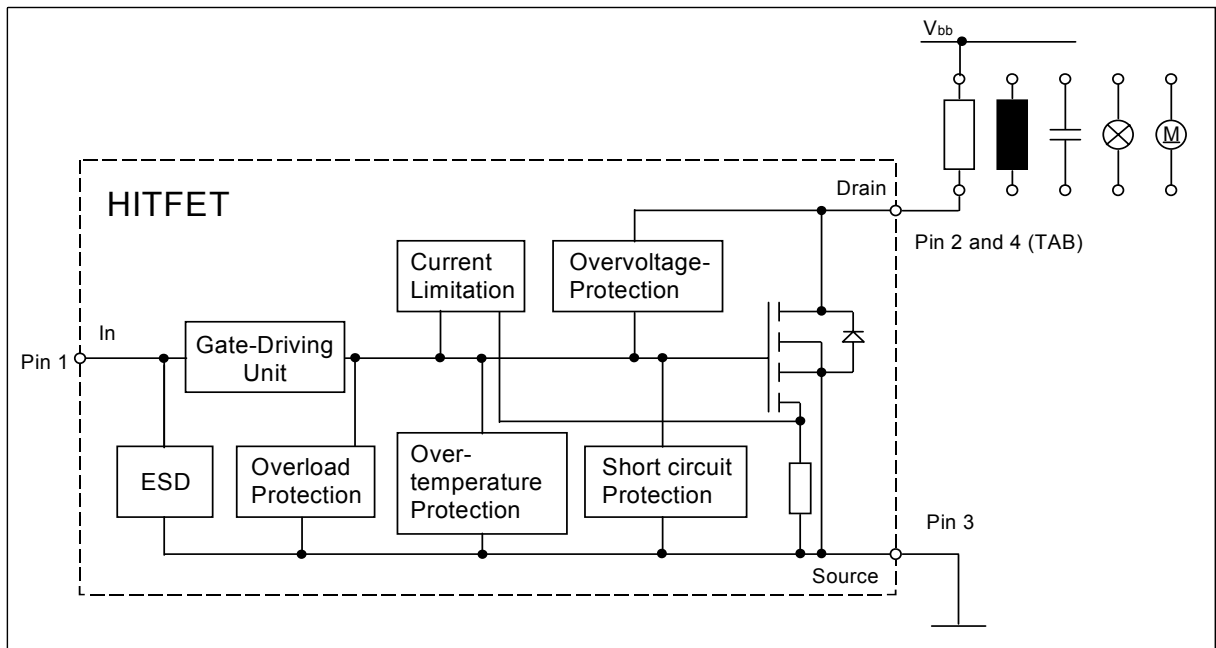 Vbb
HITFET
Drain
Pin 2 and 4 (TAB)
Current
Limitation
Overvoltage-
Protection
In
Pin 1
Gate-Driving
Unit
M
ESD
Overload
Protection
Over-
temperature
Protection
Short circuit
Protection
Pin 3
Source